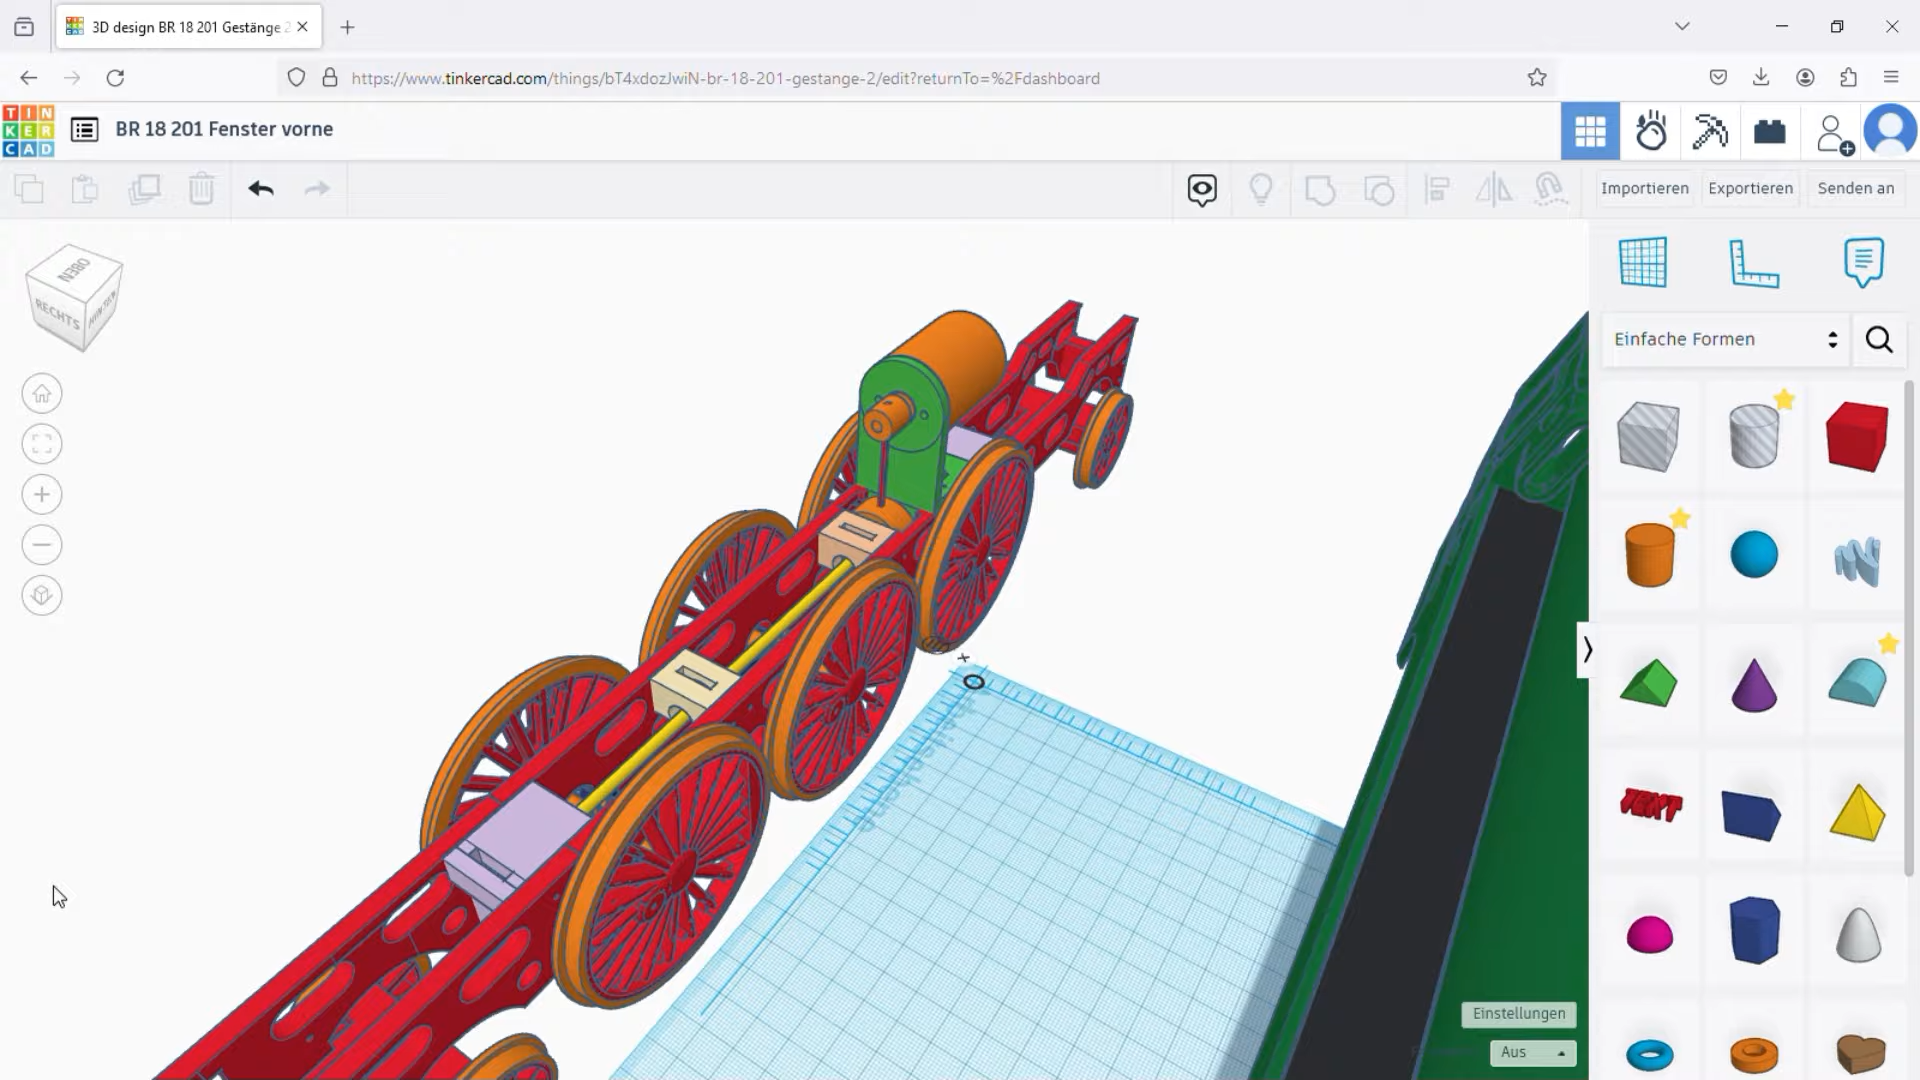 3D design BR 18 201 Gestänge 2
https://www.tinkercad.com/things/bT4xdozJwiN-br-18-201-gestange-2/edit?returnTo=%2Fdashboard
TIN
KER
CAD
BR 18 201 Fenster vorne
Importieren
Exportieren
Senden an
OBEN
RECHTS
Einfache Formen
TEXT
Einstellungen
Aus